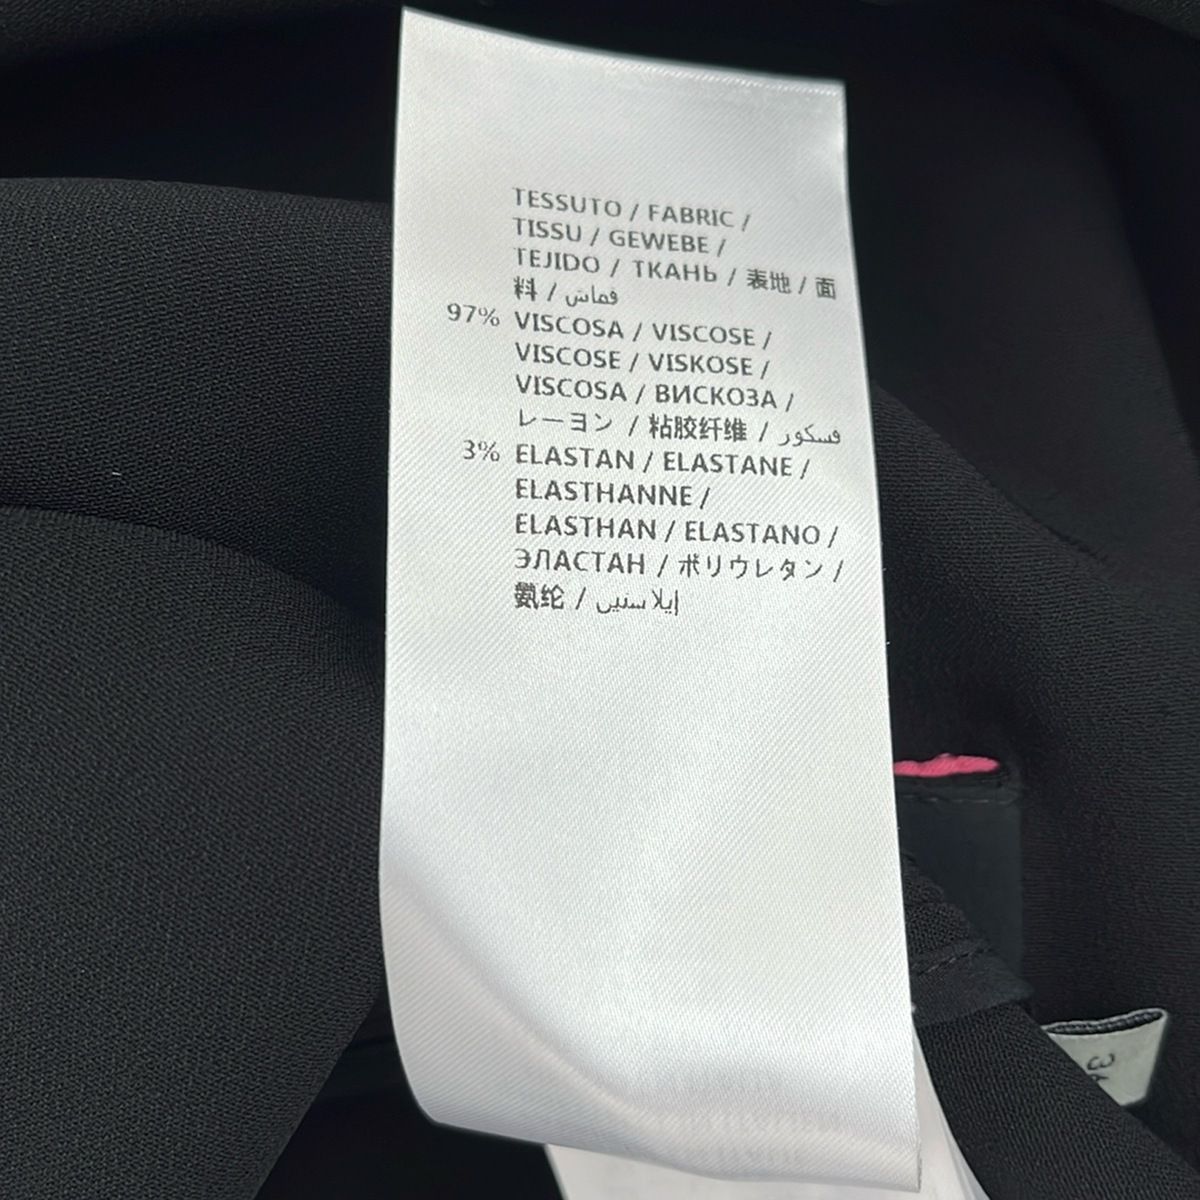 TESSUTO / FABRIC /
TISSU / GEWEBE /
TEJIDO / ТКАНЬ / 表地 / 面
料 / قماش
97% VISCOSA / VISCOSE /
VISCOSE / VISKOSE /
VISCOSA / ВИСКОЗА /
レーヨン / 粘胶纤维 / فسكور
3% ELASTAN / ELASTANE /
ELASTHANNE /
ELASTHAN / ELASTANO /
ЭЛАСТАН / ポリウレタン /
氨纶 / إيلاستين